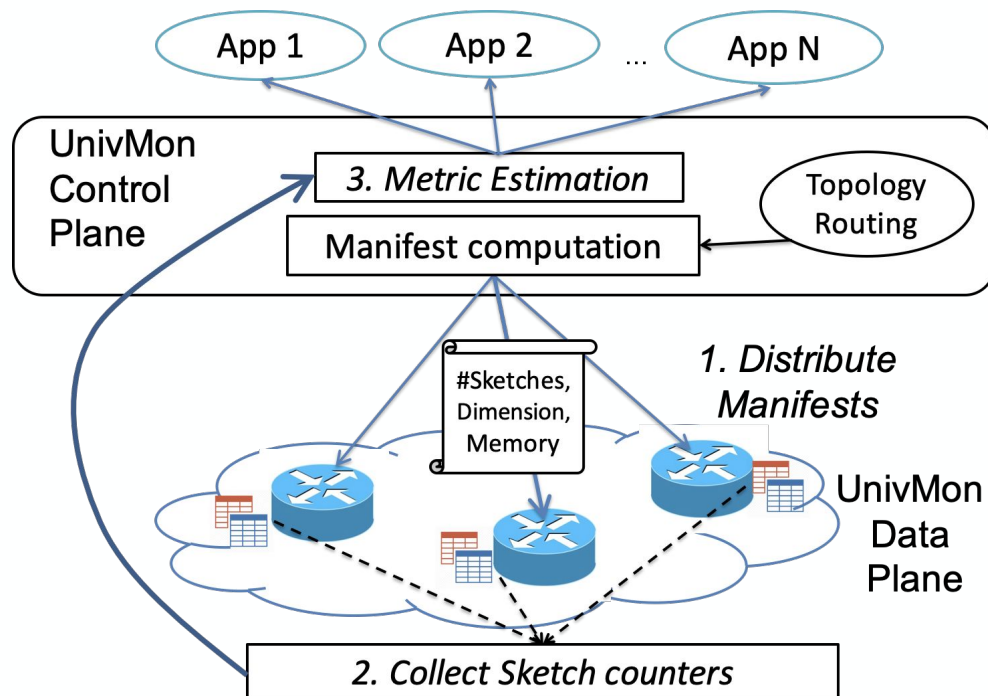 App 1
App 2
...
App N
UnivMon
Control
Plane
3. Metric Estimation
Topology
Routing
Manifest computation
#Sketches,
Dimension,
Memory
1. Distribute
Manifests
UnivMon
Data
Plane
2. Collect Sketch counters